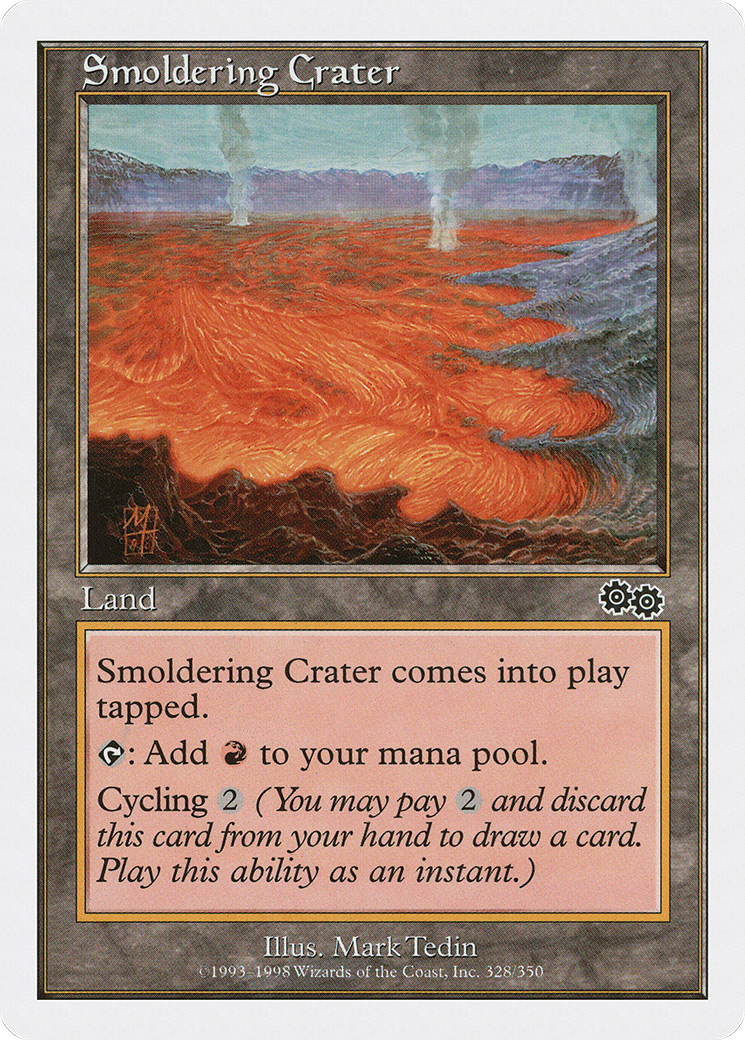 Smoldering Crater
Land
Smoldering Crater comes into play
tapped.
: Add to your mana pool.
Cycling 2 (You may pay 2 and discard
this card from your hand to draw a card.
Play this ability as an instant.)
Illus. Mark Tedin
©1993–1998 Wizards of the Coast, Inc. 328/350